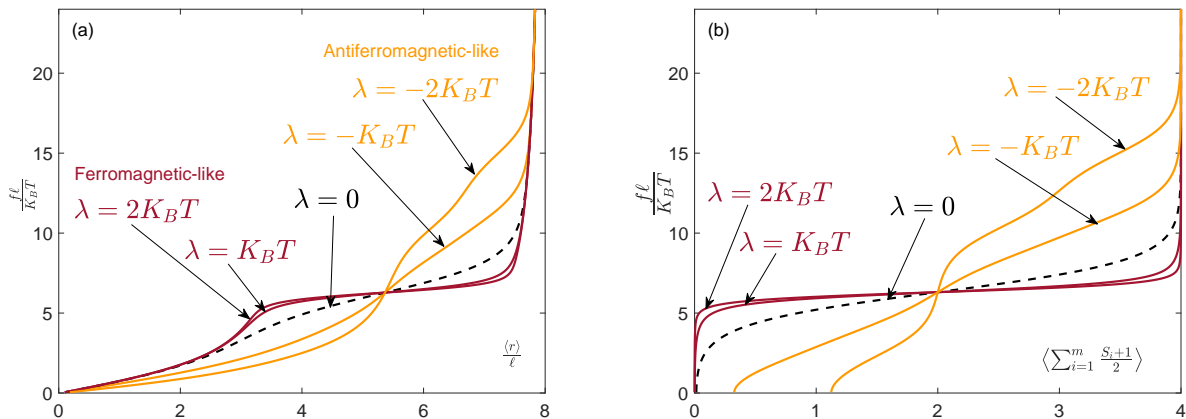 (a)
Antiferromagnetic-like
λ = −2K_BT
λ = −K_BT
Ferromagnetic-like
λ = 2K_BT
λ = 0
λ = K_BT
fℓ/K_BT
20
15
10
5
0
0 2 4 6 8
⟨r⟩/ℓ
(b)
λ = −2K_BT
λ = −K_BT
λ = 2K_BT
λ = 0
λ = K_BT
fℓ/K_BT
20
15
10
5
0
0 1 2 3 4
⟨∑_{i=1}^{m} (S_i+1)/2⟩